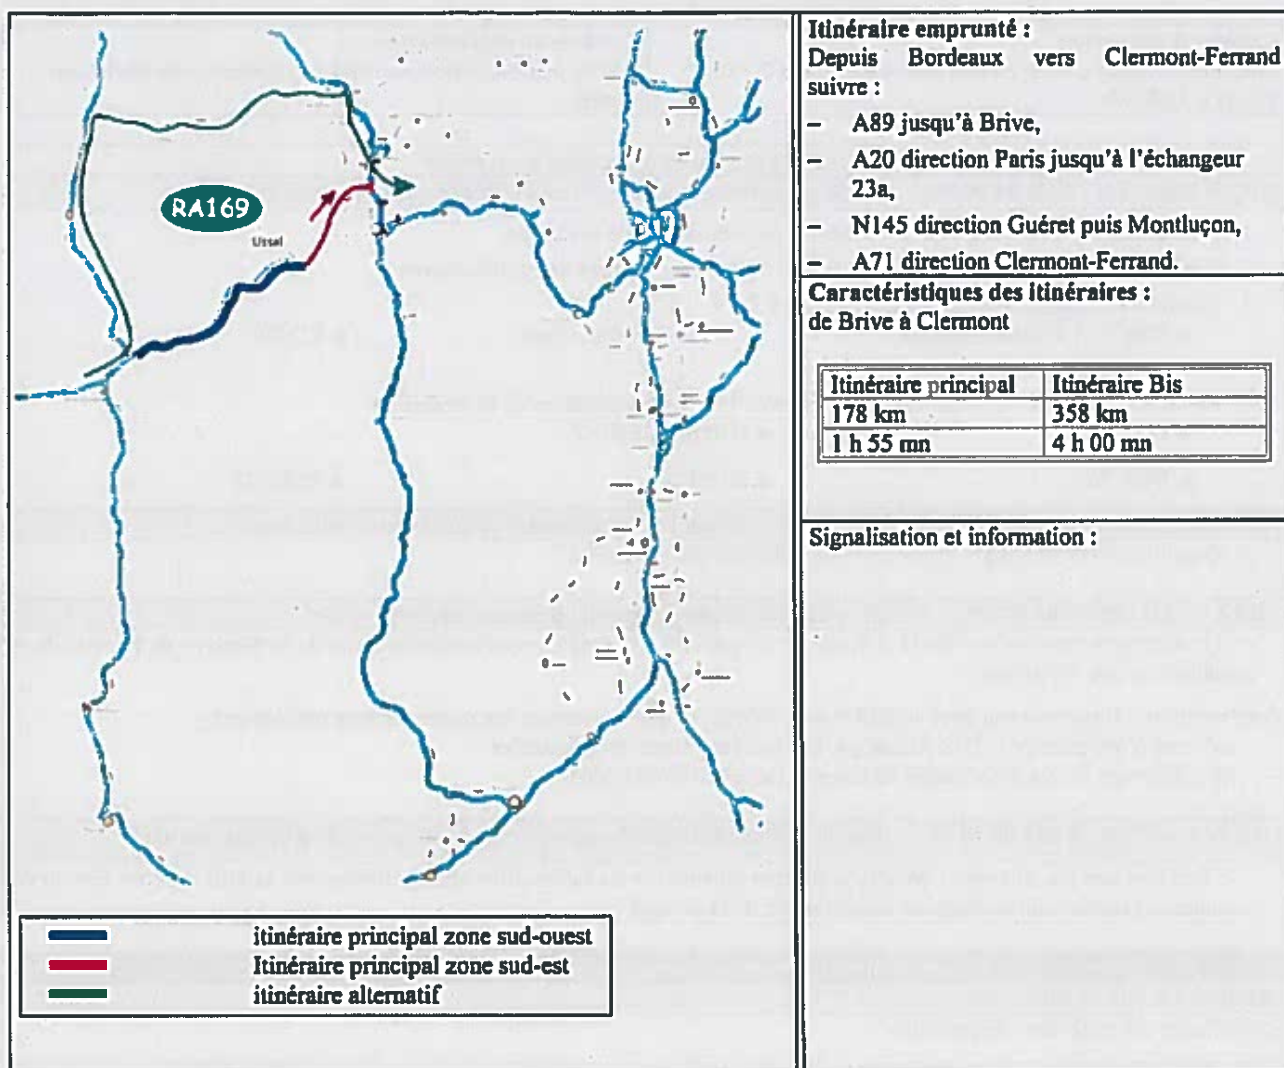 RA169
Ussel
itinéraire principal zone sud-ouest
Itinéraire principal zone sud-est
itinéraire alternatif
Itinéraire emprunté :
Depuis Bordeaux vers Clermont-Ferrand
suivre :
– A89 jusqu'à Brive,
– A20 direction Paris jusqu'à l'échangeur
23a,
– N145 direction Guéret puis Montluçon,
– A71 direction Clermont-Ferrand.
Caractéristiques des itinéraires :
de Brive à Clermont
Itinéraire principal Itinéraire Bis
178 km 358 km
1 h 55 mn 4 h 00 mn
Signalisation et information :